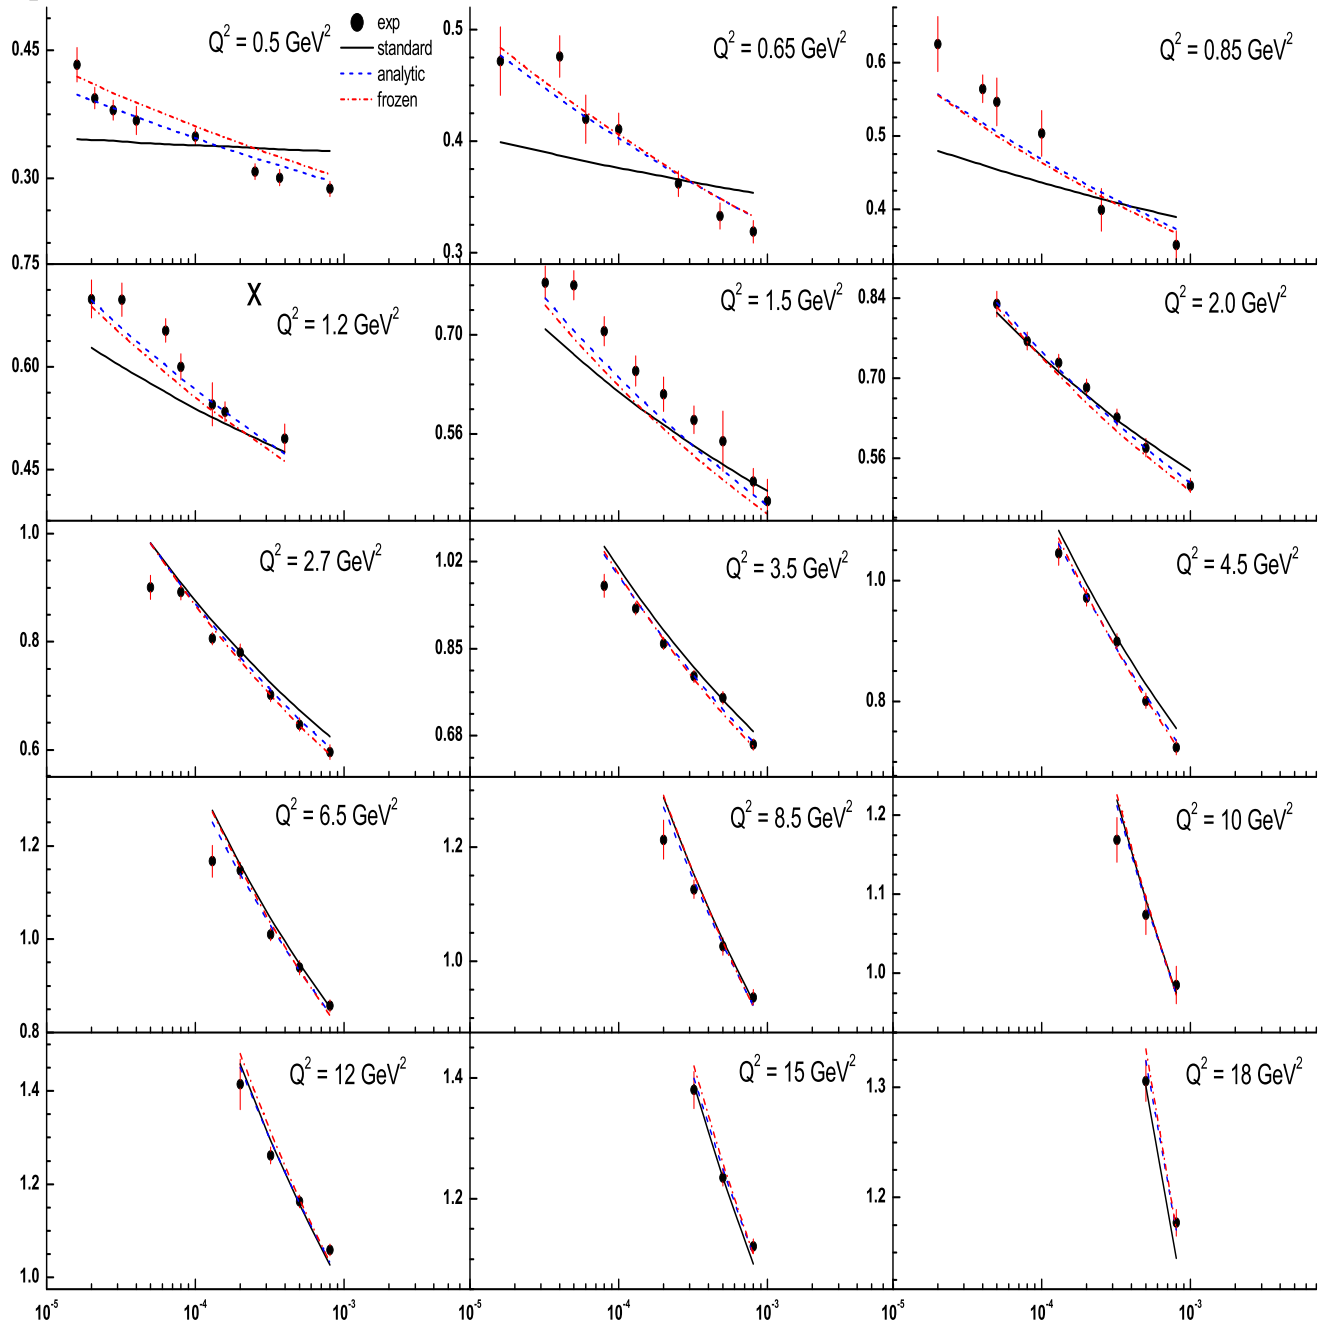 Q² = 0.5 GeV²
exp
standard
analytic
frozen
0.45
0.30
0.75
Q² = 0.65 GeV²
0.5
0.4
0.3
Q² = 0.85 GeV²
0.6
0.5
0.4
X
Q² = 1.2 GeV²
0.60
0.45
Q² = 1.5 GeV²
0.70
0.56
Q² = 2.0 GeV²
0.84
0.70
0.56
Q² = 2.7 GeV²
1.0
0.8
0.6
Q² = 3.5 GeV²
1.02
0.85
0.68
Q² = 4.5 GeV²
1.0
0.8
Q² = 6.5 GeV²
1.2
1.0
0.8
Q² = 8.5 GeV²
1.2
1.0
Q² = 10 GeV²
1.2
1.1
1.0
Q² = 12 GeV²
1.4
1.2
1.0
Q² = 15 GeV²
1.4
1.2
Q² = 18 GeV²
1.3
1.2
10⁻⁵ 10⁻⁴ 10⁻³ 10⁻⁵ 10⁻⁴ 10⁻³ 10⁻⁵ 10⁻⁴ 10⁻³